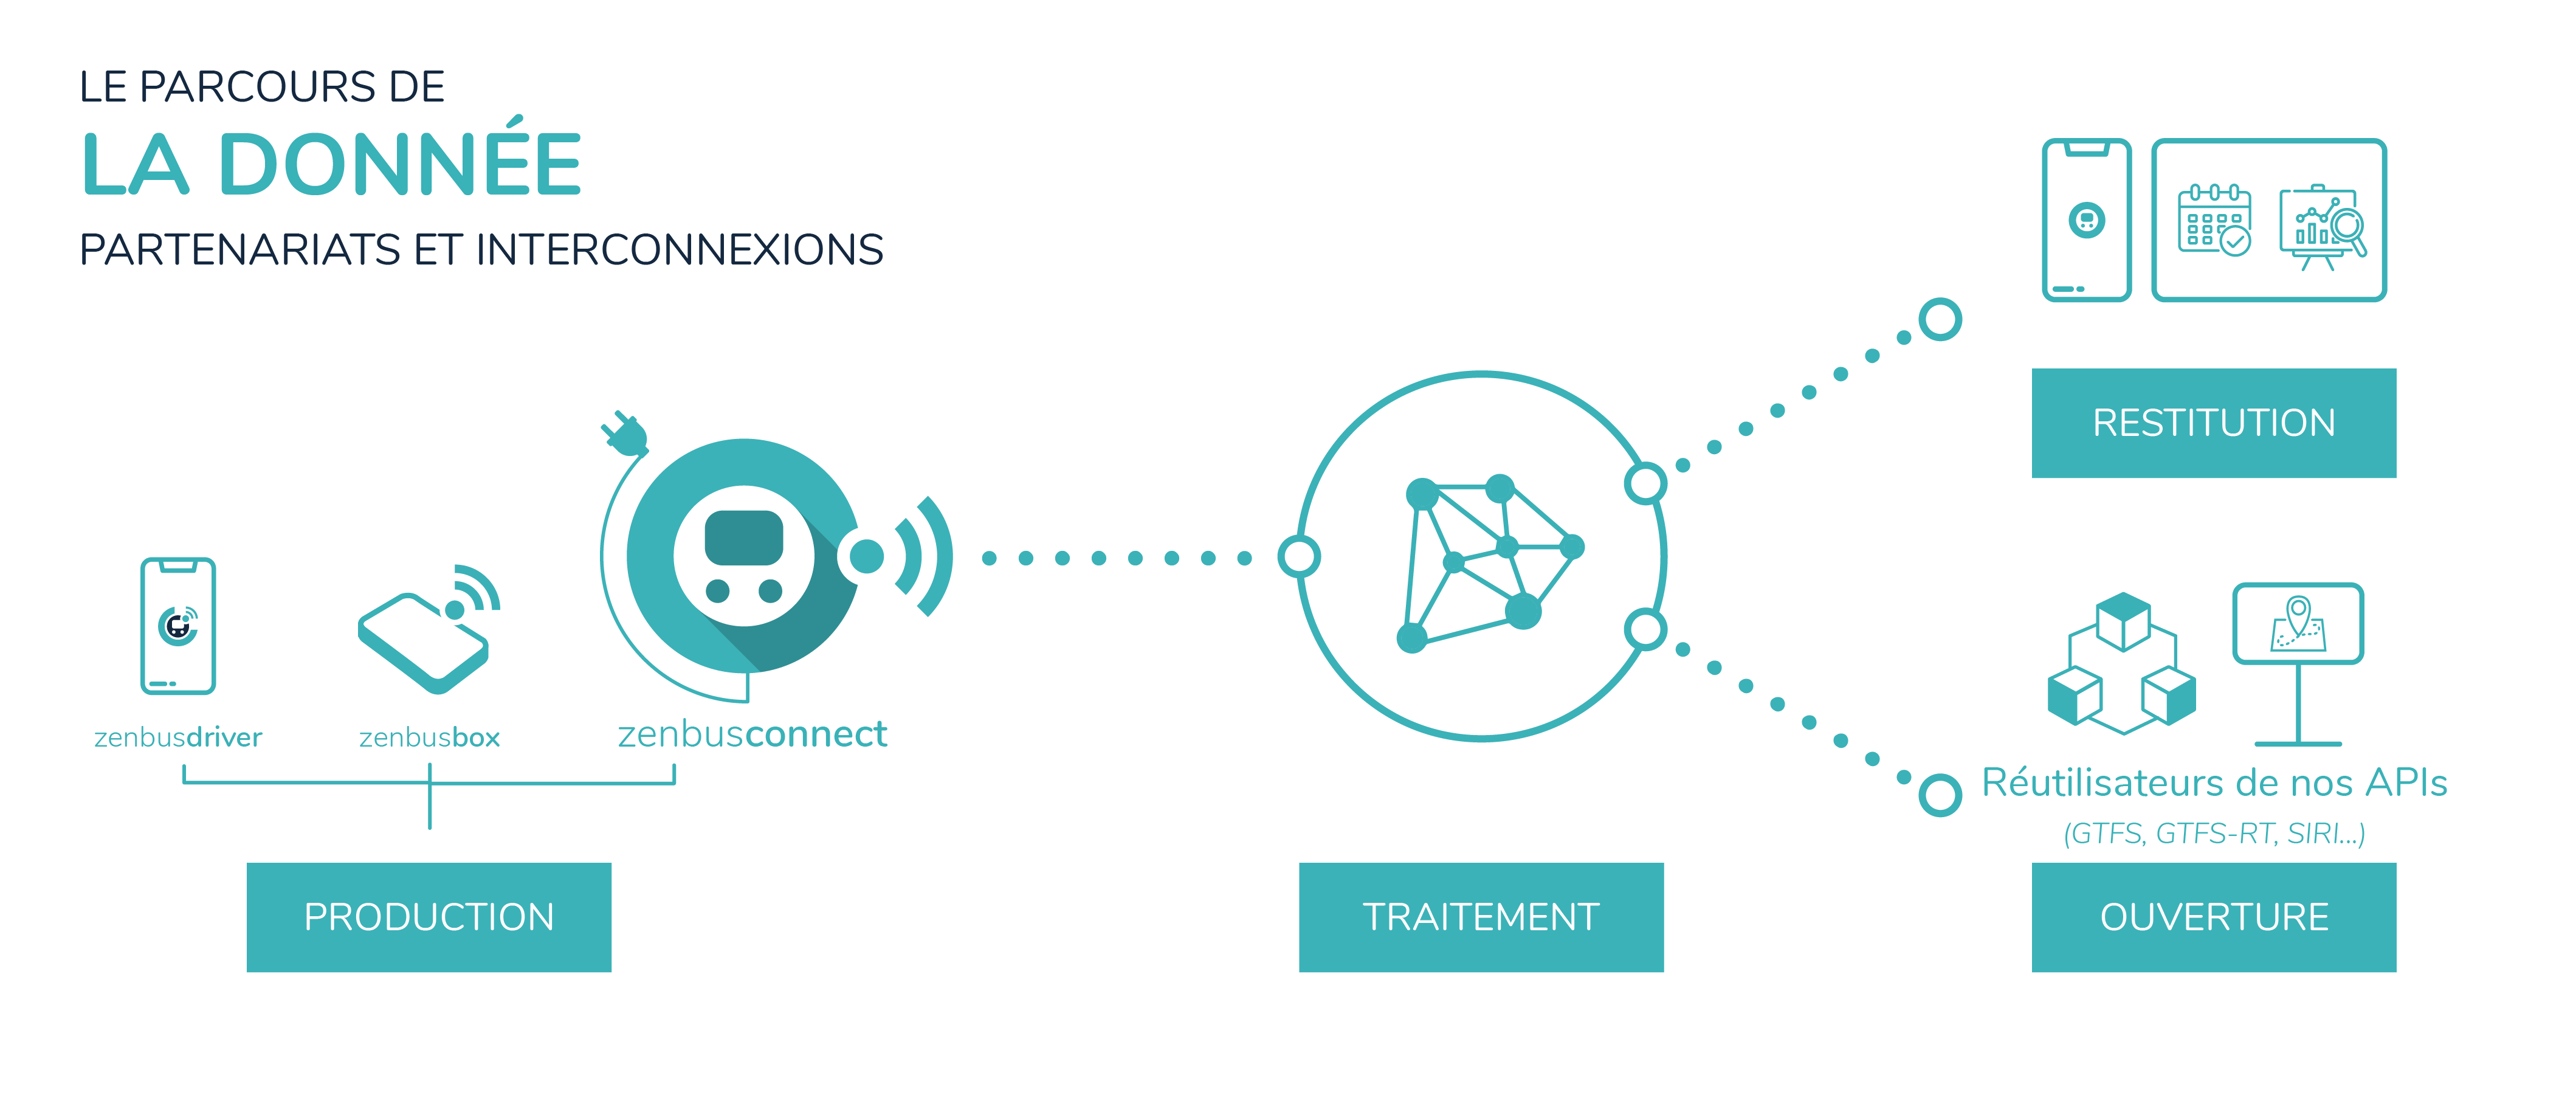 LE PARCOURS DE
LA DONNÉE
PARTENARIATS ET INTERCONNEXIONS
zenbusdriver
zenbusbox
zenbusconnect
PRODUCTION
TRAITEMENT
RESTITUTION
Réutilisateurs de nos APIs
(GTFS, GTFS-RT, SIRI...)
OUVERTURE